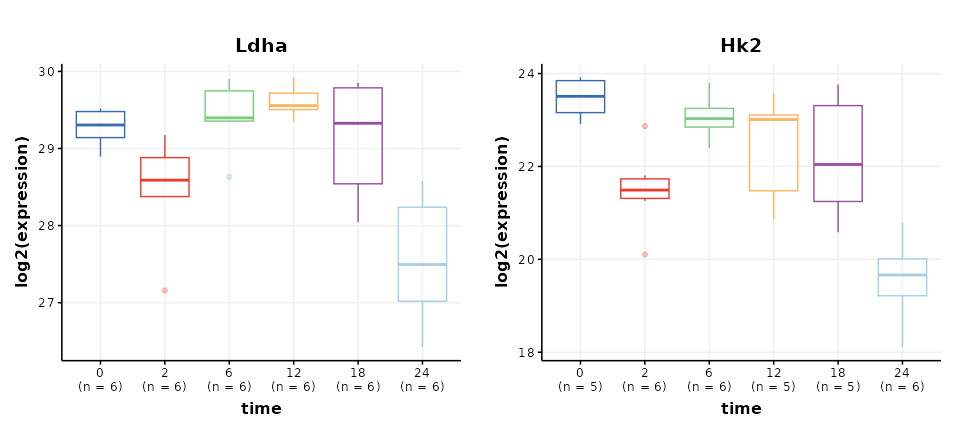 Ldha
log2(expression)
30
29
28
27
0 2 6 12 18 24
(n = 6) (n = 6) (n = 6) (n = 6) (n = 6) (n = 6)
time
Hk2
log2(expression)
24
22
20
18
0 2 6 12 18 24
(n = 5) (n = 6) (n = 6) (n = 5) (n = 5) (n = 6)
time